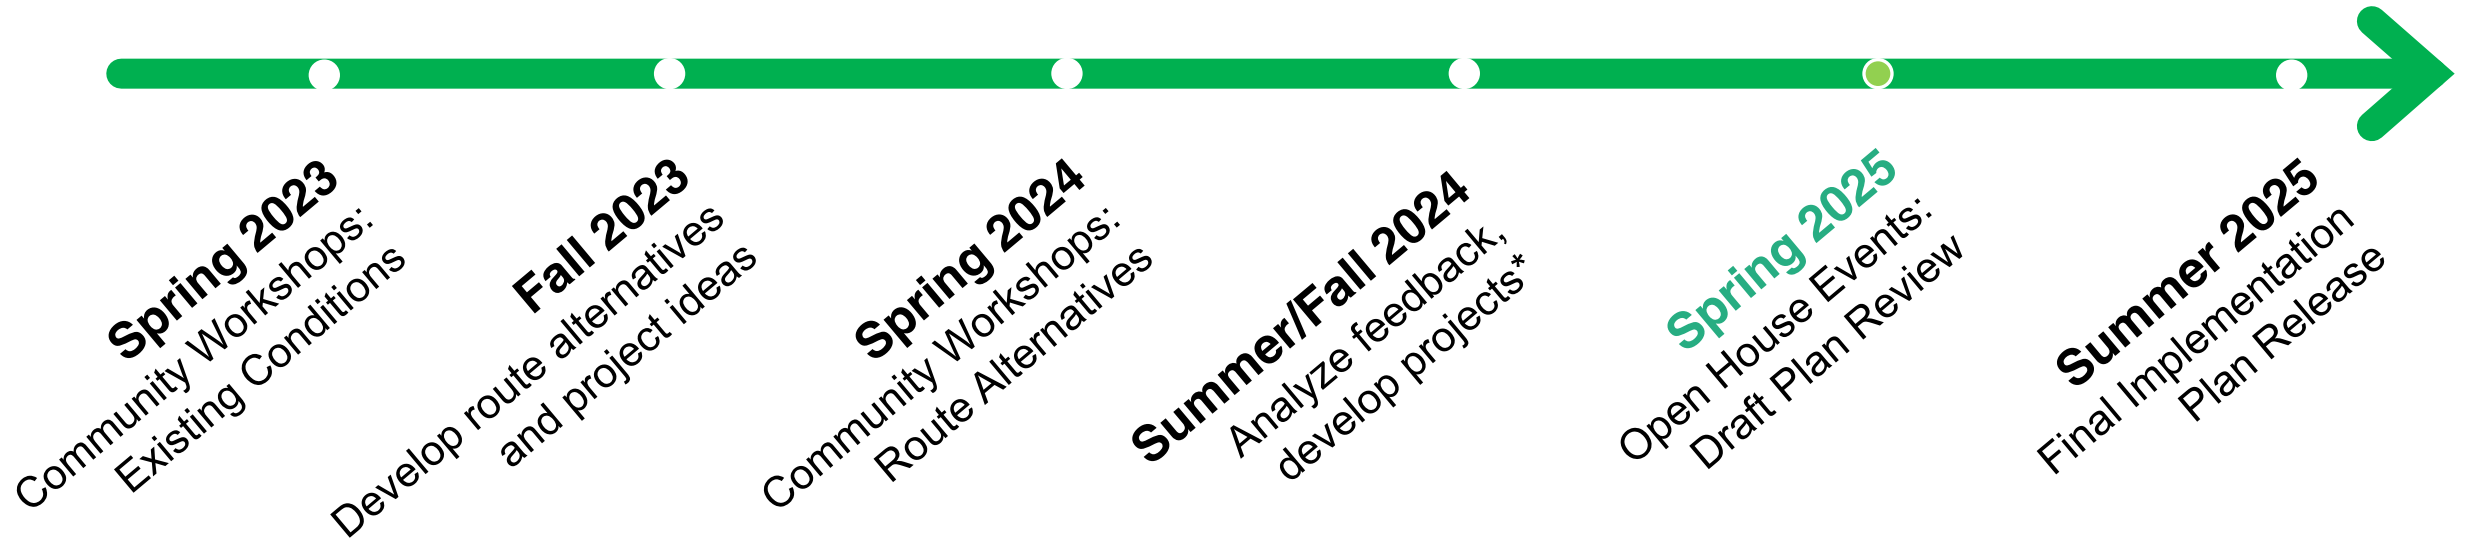 Spring 2023
Community Workshops:
Existing Conditions
Fall 2023
Develop route alternatives
and project ideas
Spring 2024
Community Workshops:
Route Alternatives
Summer/Fall 2024
Analyze feedback,
develop projects*
Spring 2025
Open House Events:
Draft Plan Review
Summer 2025
Final Implementation
Plan Release